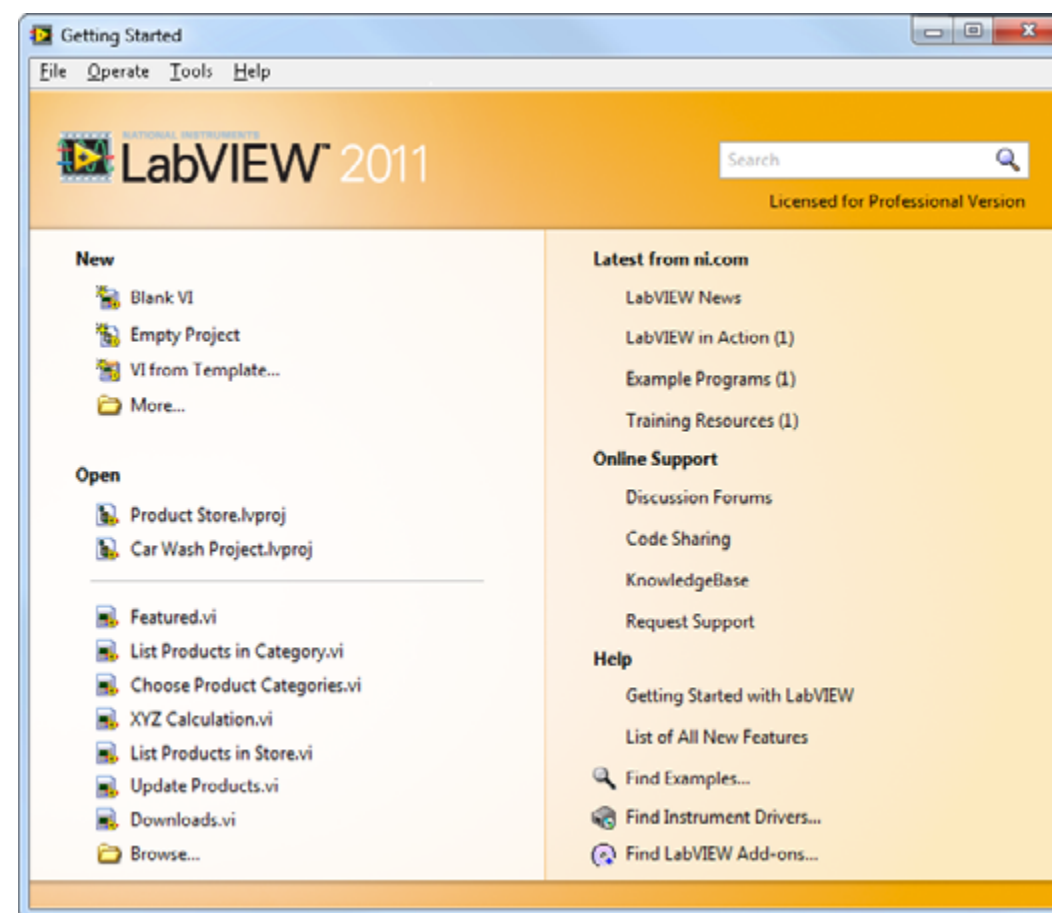 Getting Started
File Operate Tools Help
NATIONAL INSTRUMENTS
LabVIEW™ 2011
Search
Licensed for Professional Version
New
Blank VI
Empty Project
VI from Template...
More...
Open
Product Store.lvproj
Car Wash Project.lvproj
Featured.vi
List Products in Category.vi
Choose Product Categories.vi
XYZ Calculation.vi
List Products in Store.vi
Update Products.vi
Downloads.vi
Browse...
Latest from ni.com
LabVIEW News
LabVIEW in Action (1)
Example Programs (1)
Training Resources (1)
Online Support
Discussion Forums
Code Sharing
KnowledgeBase
Request Support
Help
Getting Started with LabVIEW
List of All New Features
Find Examples...
Find Instrument Drivers...
Find LabVIEW Add-ons...